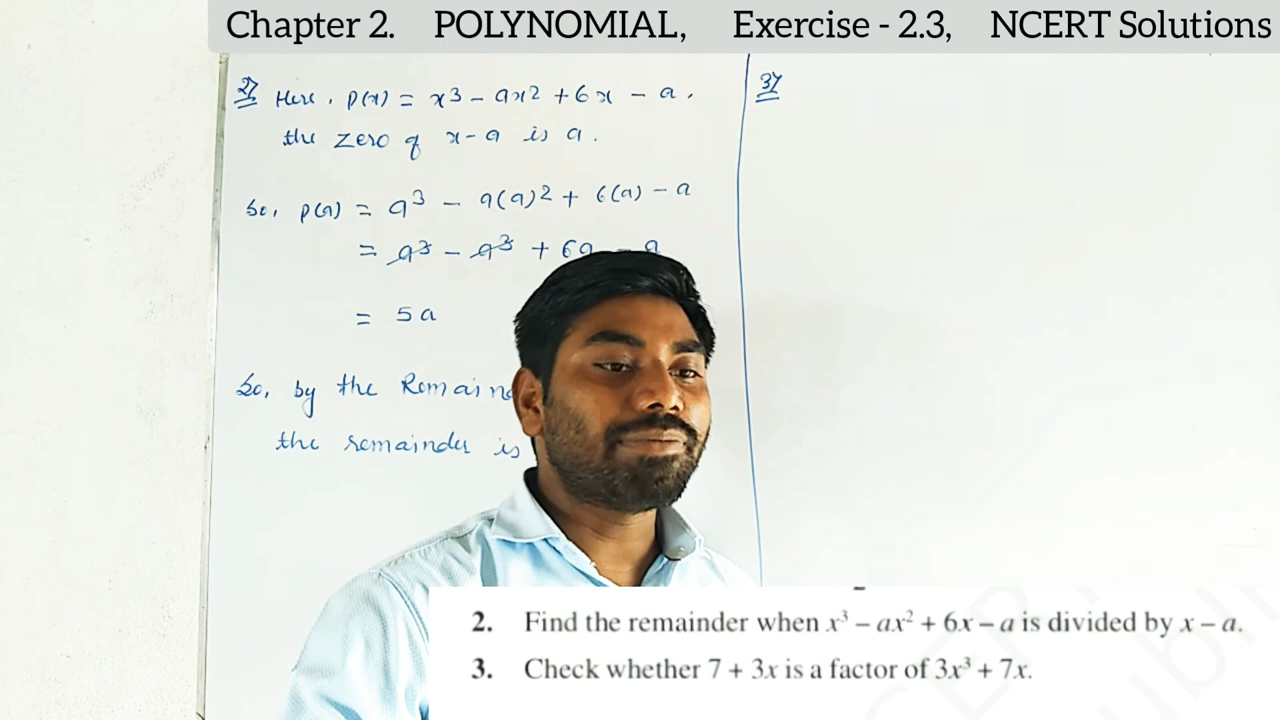 Chapter 2. POLYNOMIAL, Exercise - 2.3, NCERT Solutions
2) Here, p(x) = x3 - ax2 + 6x - a.
the zero of x-a is a.
So, p(a) = a3 - a(a)2 + 6(a) - a
= a3 - a3 + 6a - a
= 5a
So, by the
the remainder is
3)
2. Find the remainder when x³ – ax² + 6x – a is divided by x – a.
3. Check whether 7 + 3x is a factor of 3x³ + 7x.